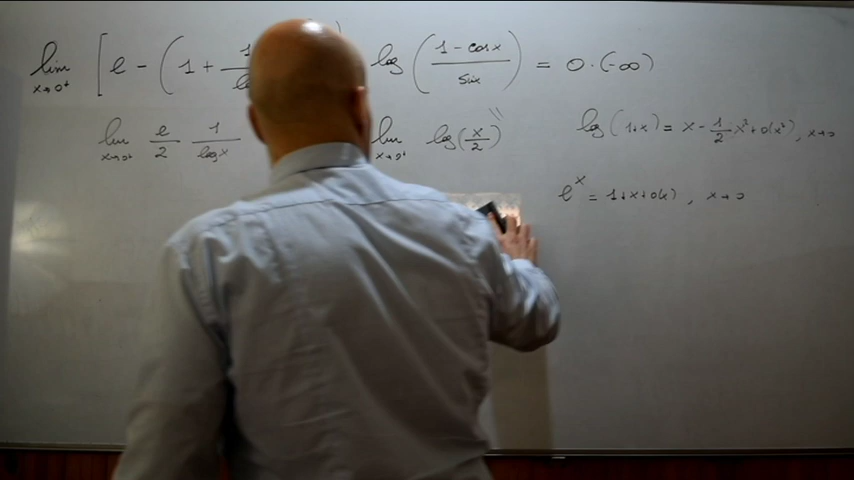 lim x→0⁺ [ e - ( 1 + 1 log ( 1 - cos x / sin x ) = 0 · (-∞)
lim x→0⁺ e/2 1/log x lim x→0⁺ log ( x/2 )
log ( 1+x ) = x - 1/2 x² + o(x²) , x→0
eˣ = 1 + x + o(x) , x→0